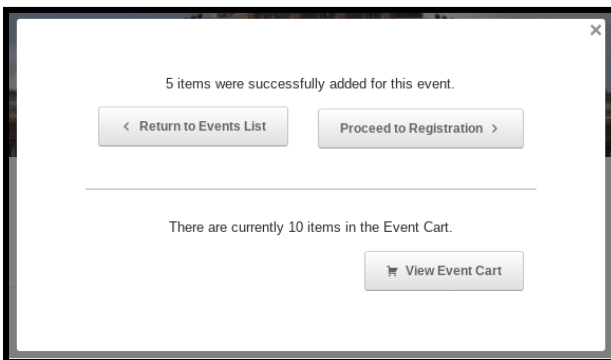 5 items were successfully added for this event.
Return to Events List
Proceed to Registration
There are currently 10 items in the Event Cart.
View Event Cart